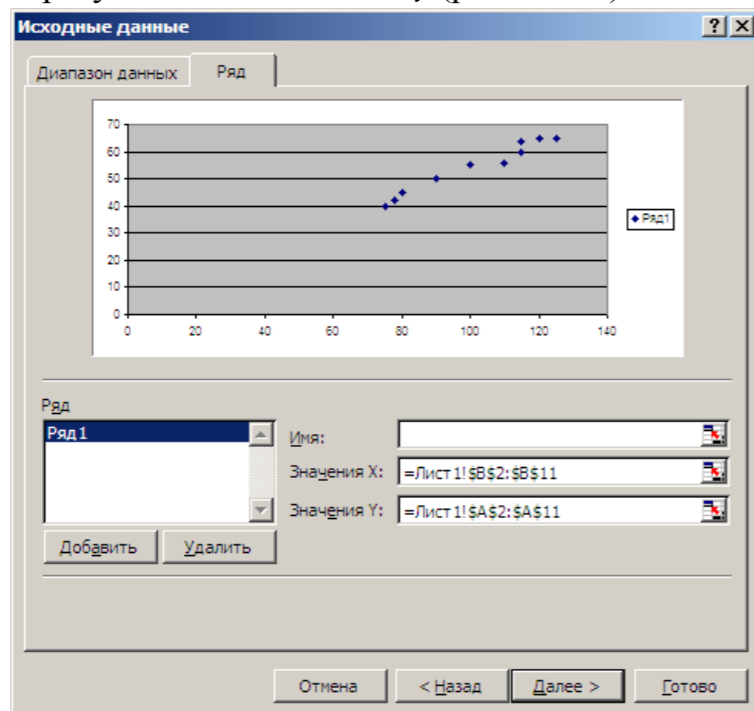 Исходные данные
Диапазон данных Ряд
70
60
50
40
30
20
10
0
0 20 40 60 80 100 120 140
Ряд1
Ряд
Ряд1
Имя:
Значения X: =Лист1!$B$2:$B$11
Значения Y: =Лист1!$A$2:$A$11
Добавить Удалить
Отмена < Назад Далее > Готово